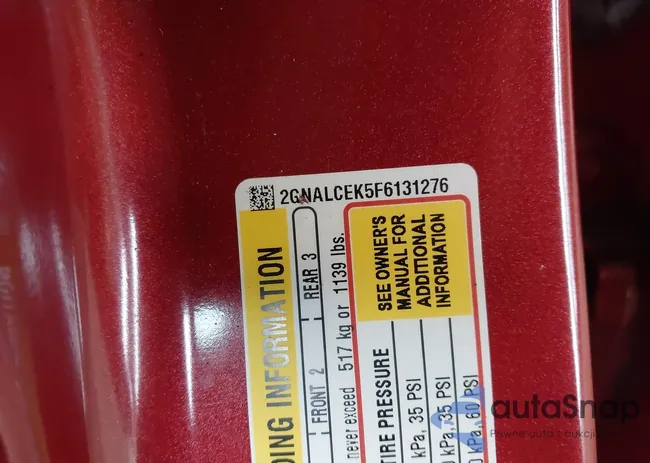 2GNALCEK5F6131276
DING INFORMATION
FRONT 2 REAR 3
never exceed 517 kg or 1139 lbs.
SEE OWNER'S
MANUAL FOR
ADDITIONAL
INFORMATION
TIRE PRESSURE
kPa, 35 PSI
kPa, 35 PSI
kPa, 60 PSI
autaSnap
Pewne auta z aukcji